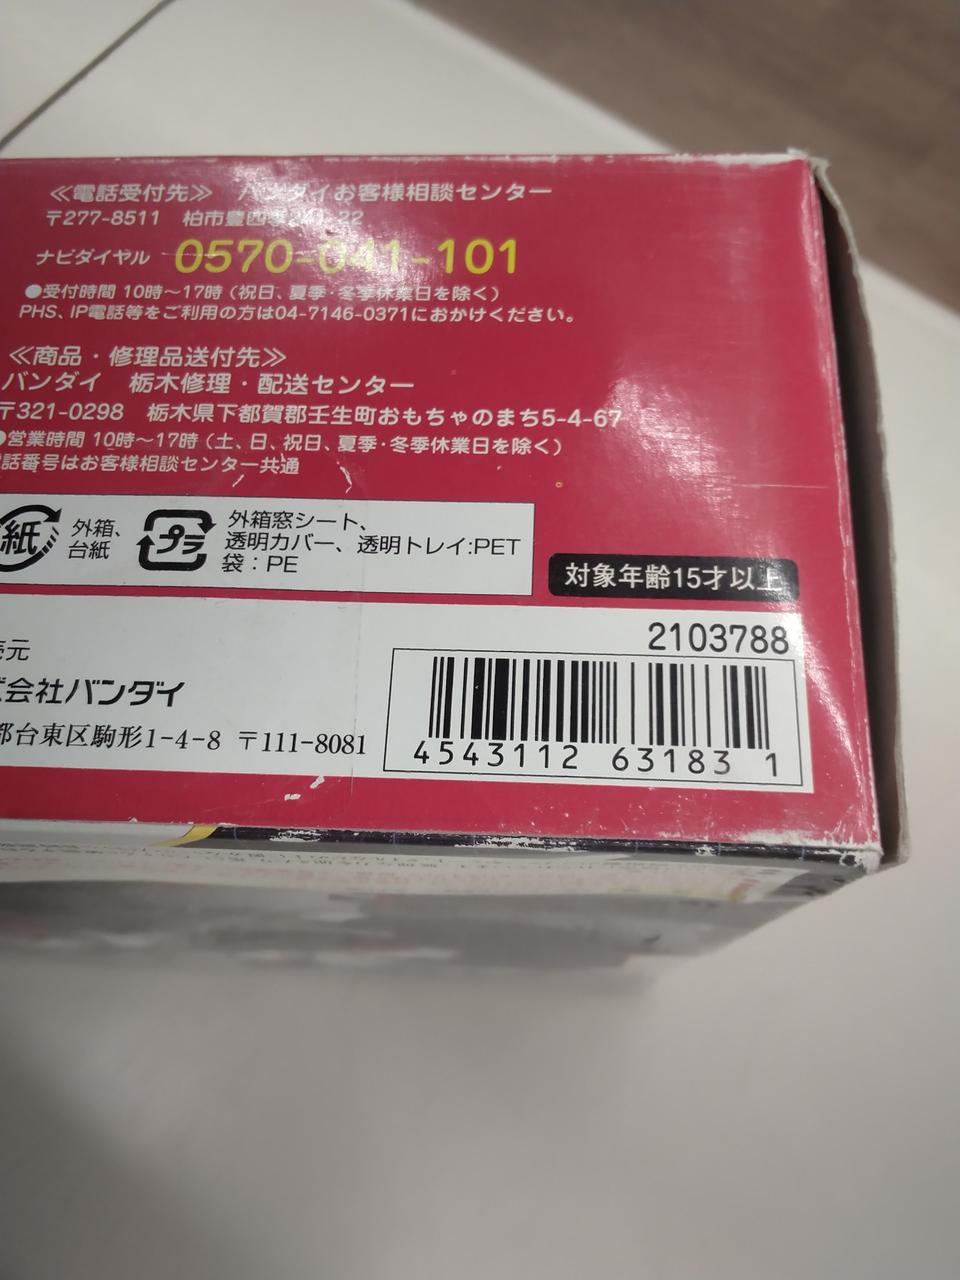 ≪電話受付先≫ バンダイお客様相談センター
〒277-8511 柏市豊四季241-22
ナビダイヤル 0570-041-101
●受付時間 10時～17時（祝日、夏季・冬季休業日を除く）
PHS、IP電話等をご利用の方は04-7146-0371におかけください。
≪商品・修理品送付先≫
バンダイ 栃木修理・配送センター
〒321-0298 栃木県下都賀郡壬生町おもちゃのまち5-4-67
●営業時間 10時～17時（土、日、祝日、夏季・冬季休業日を除く）
話番号はお客様相談センター共通
紙 外箱、台紙
プラ 外箱窓シート、
透明カバー、透明トレイ:PET
袋：PE
対象年齢15才以上
2103788
売元
会社バンダイ
都台東区駒形1-4-8 〒111-8081
4543112 63183 1